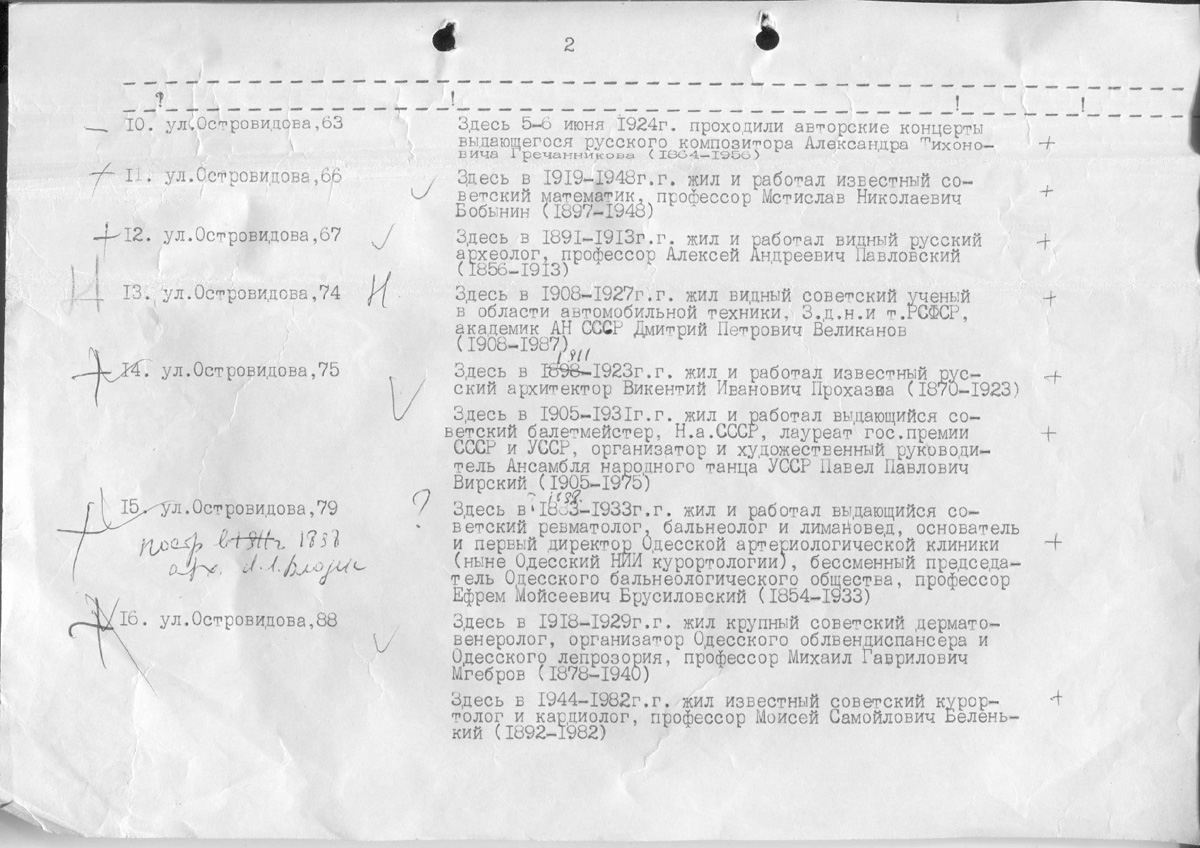 2
10. ул.Островидова,63 Здесь 5-6 июня 1924г. проходили авторские концерты
выдающегося русского композитора Александра Тихоно-
вича Гречанникова (1864-1956) +
11. ул.Островидова,66 Здесь в 1919-1948г.г. жил и работал известный со-
ветский математик, профессор Мстислав Николаевич +
Бобынин (1897-1948)
12. ул.Островидова,67 Здесь в 1891-1913г.г. жил и работал видный русский +
археолог, профессор Алексей Андреевич Павловский
(1856-1913)
Н 13. ул.Островидова,74 Н Здесь в 1908-1927г.г. жил видный советский ученый +
в области автомобильной техники, З.д.н.и т.РСФСР,
академик АН СССР Дмитрий Петрович Великанов
(1908-1987)
1911
14. ул.Островидова,75 Здесь в 1898-1923г.г. жил и работал известный рус- +
ский архитектор Викентий Иванович Прохазка (1870-1923)
Здесь в 1905-1931г.г. жил и работал выдающийся со-
ветский балетмейстер, Н.а.СССР, лауреат гос.премии +
СССР и УССР, организатор и художественный руководи-
тель Ансамбля народного танца УССР Павел Павлович
Вирский (1905-1975)
? 1838
15. ул.Островидова,79 ? Здесь в 1883-1933г.г. жил и работал выдающийся со-
ветский ревматолог, бальнеолог и лимановед, основатель
постр в 1911г 1838 и первый директор Одесской артериологической клиники +
(ныне Одесский НИИ курортологии), бессменный председа-
арх. тель Одесского бальнеологического общества, профессор
Ефрем Мойсеевич Брусиловский (1854-1933)
16. ул.Островидова,88 Здесь в 1918-1929г.г. жил крупный советский дермато-
венеролог, организатор Одесского облвендиспансера и
Одесского лепрозория, профессор Михаил Гаврилович
Мгебров (1878-1940)
Здесь в 1944-1982г.г. жил известный советский курор- +
толог и кардиолог, профессор Моисей Самойлович Белень-
кий (1892-1982)